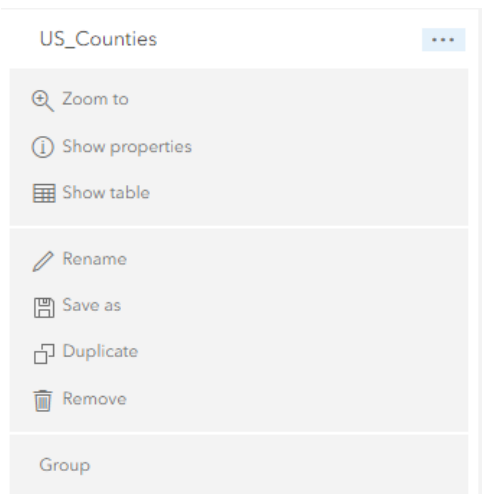 US_Counties
Zoom to
Show properties
Show table
Rename
Save as
Duplicate
Remove
Group